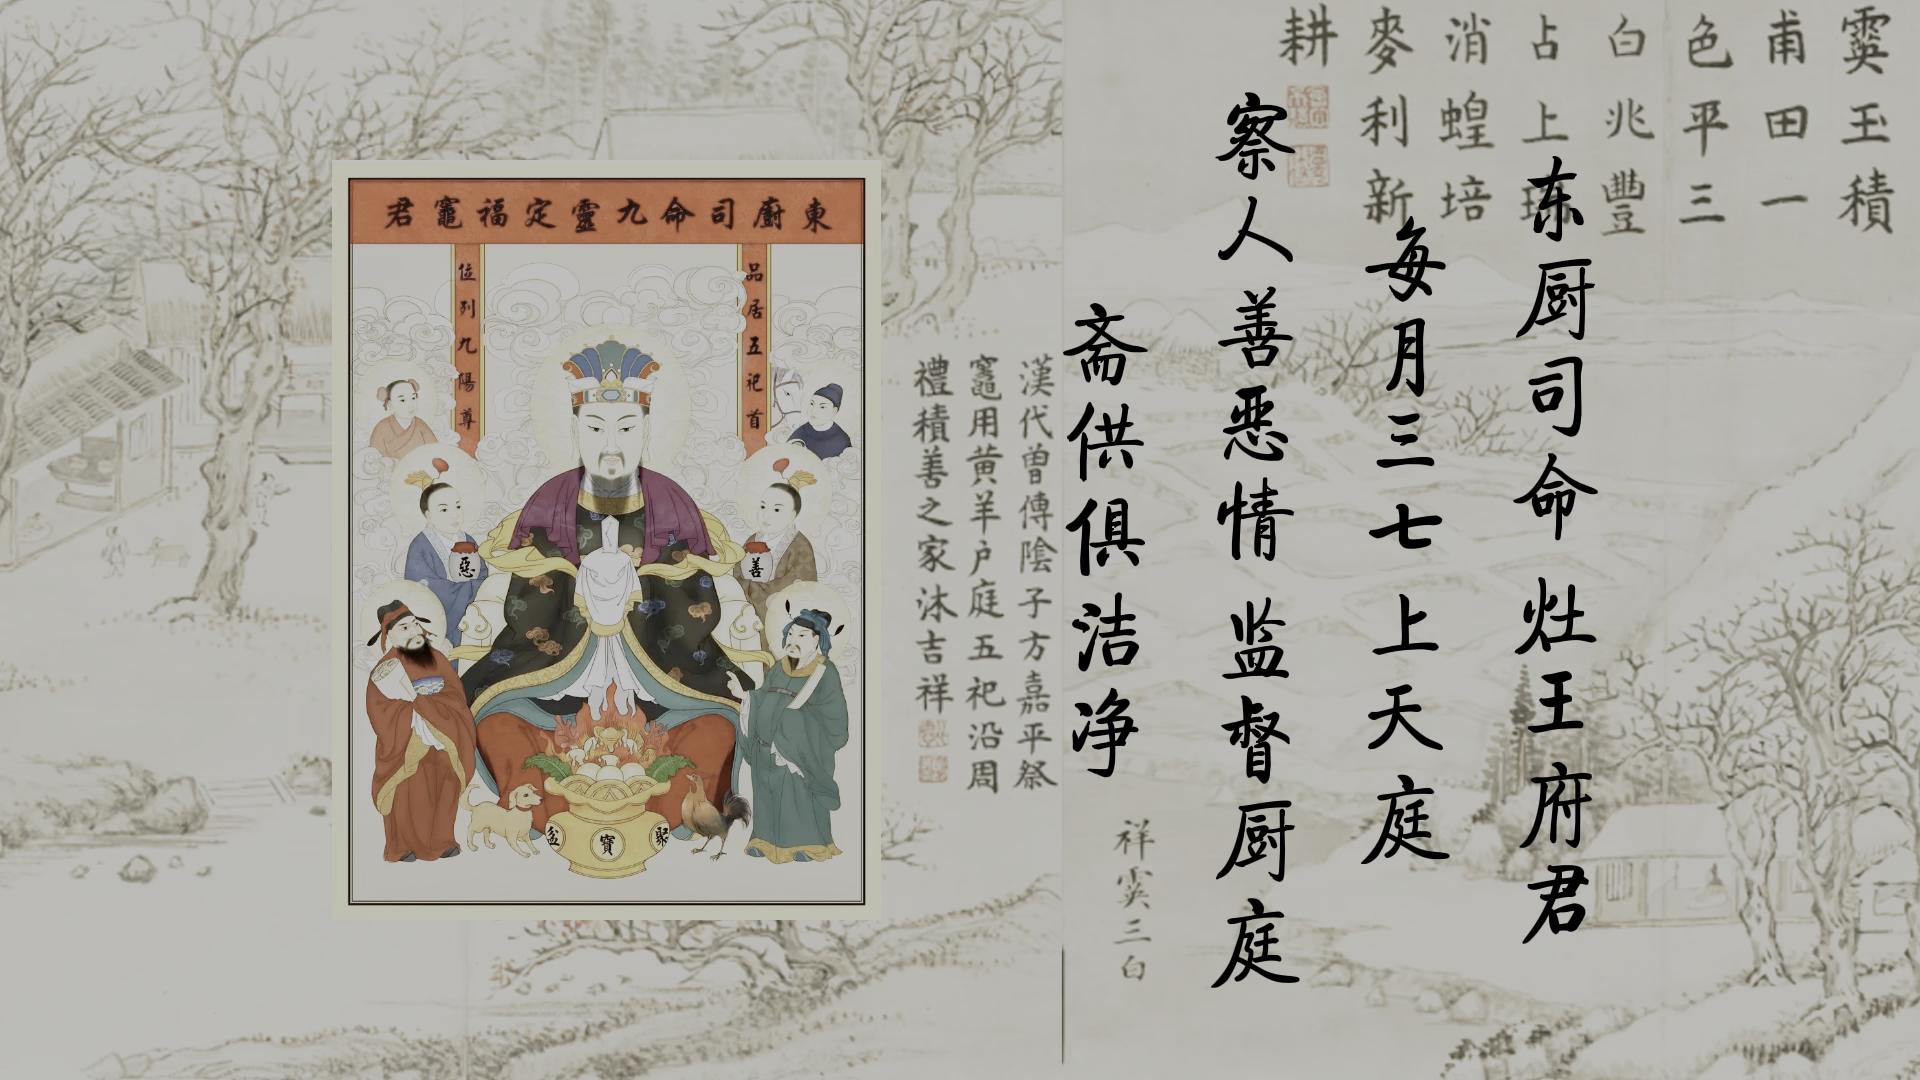 霙玉積
甫田一
色平三
白兆豐
占上
消蝗培
麥利新
耕
东厨司命 灶王府君
每月三七上天庭
察人善恶情 监督厨庭
斋供俱洁净
祥霙三白
漢代曾傳陰子方嘉平祭
竈用黄羊户庭五祀沿周
禮積善之家沐吉祥
東廚司命九靈定福竈君
品居五祀首
位列九陽尊
善
惡
聚寶盆